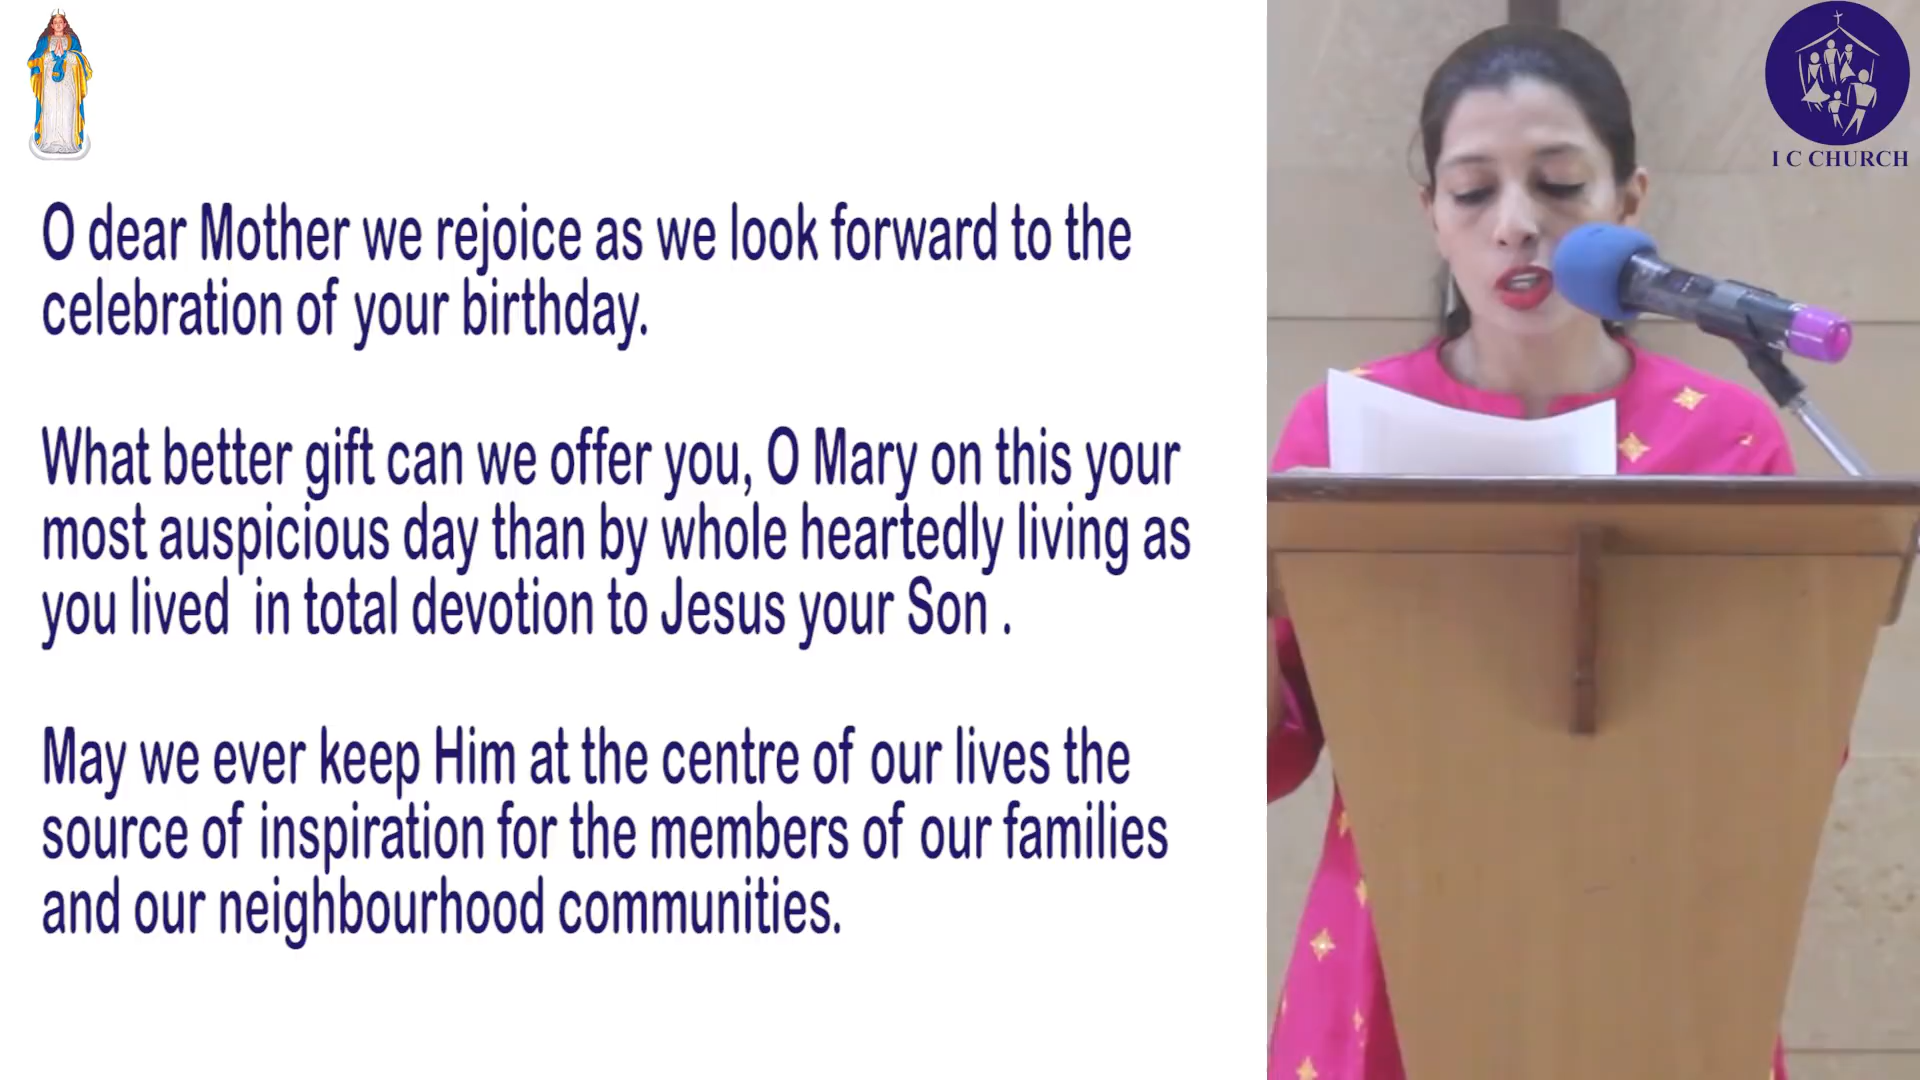 O dear Mother we rejoice as we look forward to the
celebration of your birthday.
What better gift can we offer you, O Mary on this your
most auspicious day than by whole heartedly living as
you lived  in total devotion to Jesus your Son .
May we ever keep Him at the centre of our lives the
source of inspiration for the members of our families
and our neighbourhood communities.
I C CHURCH